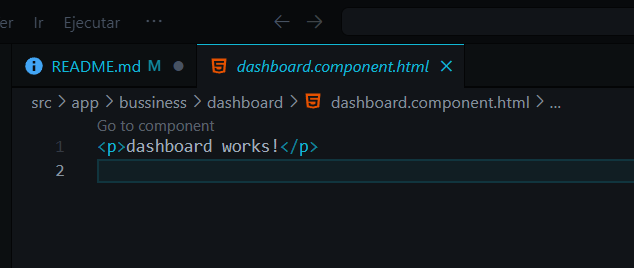 er Ir Ejecutar ···
README.md M dashboard.component.html
src > app > bussiness > dashboard > dashboard.component.html > ...
Go to component
1 <p>dashboard works!</p>
2